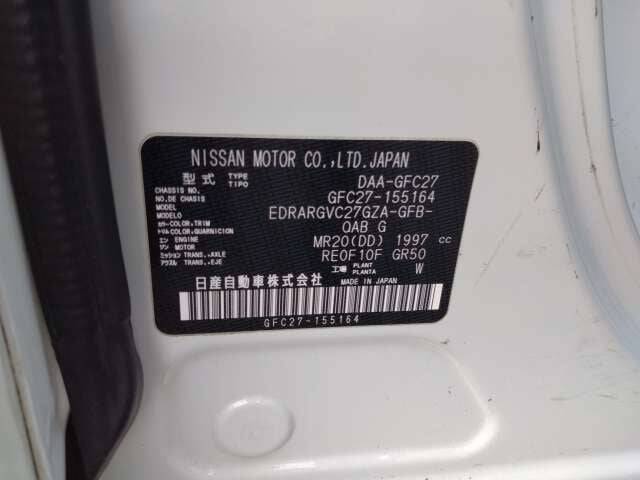 NISSAN MOTOR CO.,LTD.JAPAN
型式 TYPE TIPO DAA-GFC27
CHASSIS NO. NO.DE CHASSIS GFC27-155164
MODEL MODELO EDRARGVC27GZA-GFB-
カラー COLOR,TRIM トリム COLOR,GUARNICION QAB G
エンジン ENGINE MOTOR MR20(DD) 1997 cc
ミッション TRANS.,AXLE アクスル TRANS.,EJE RE0F10F GR50
工場 PLANT PLANTA W
日産自動車株式会社 MADE IN JAPAN
GFC27-155164